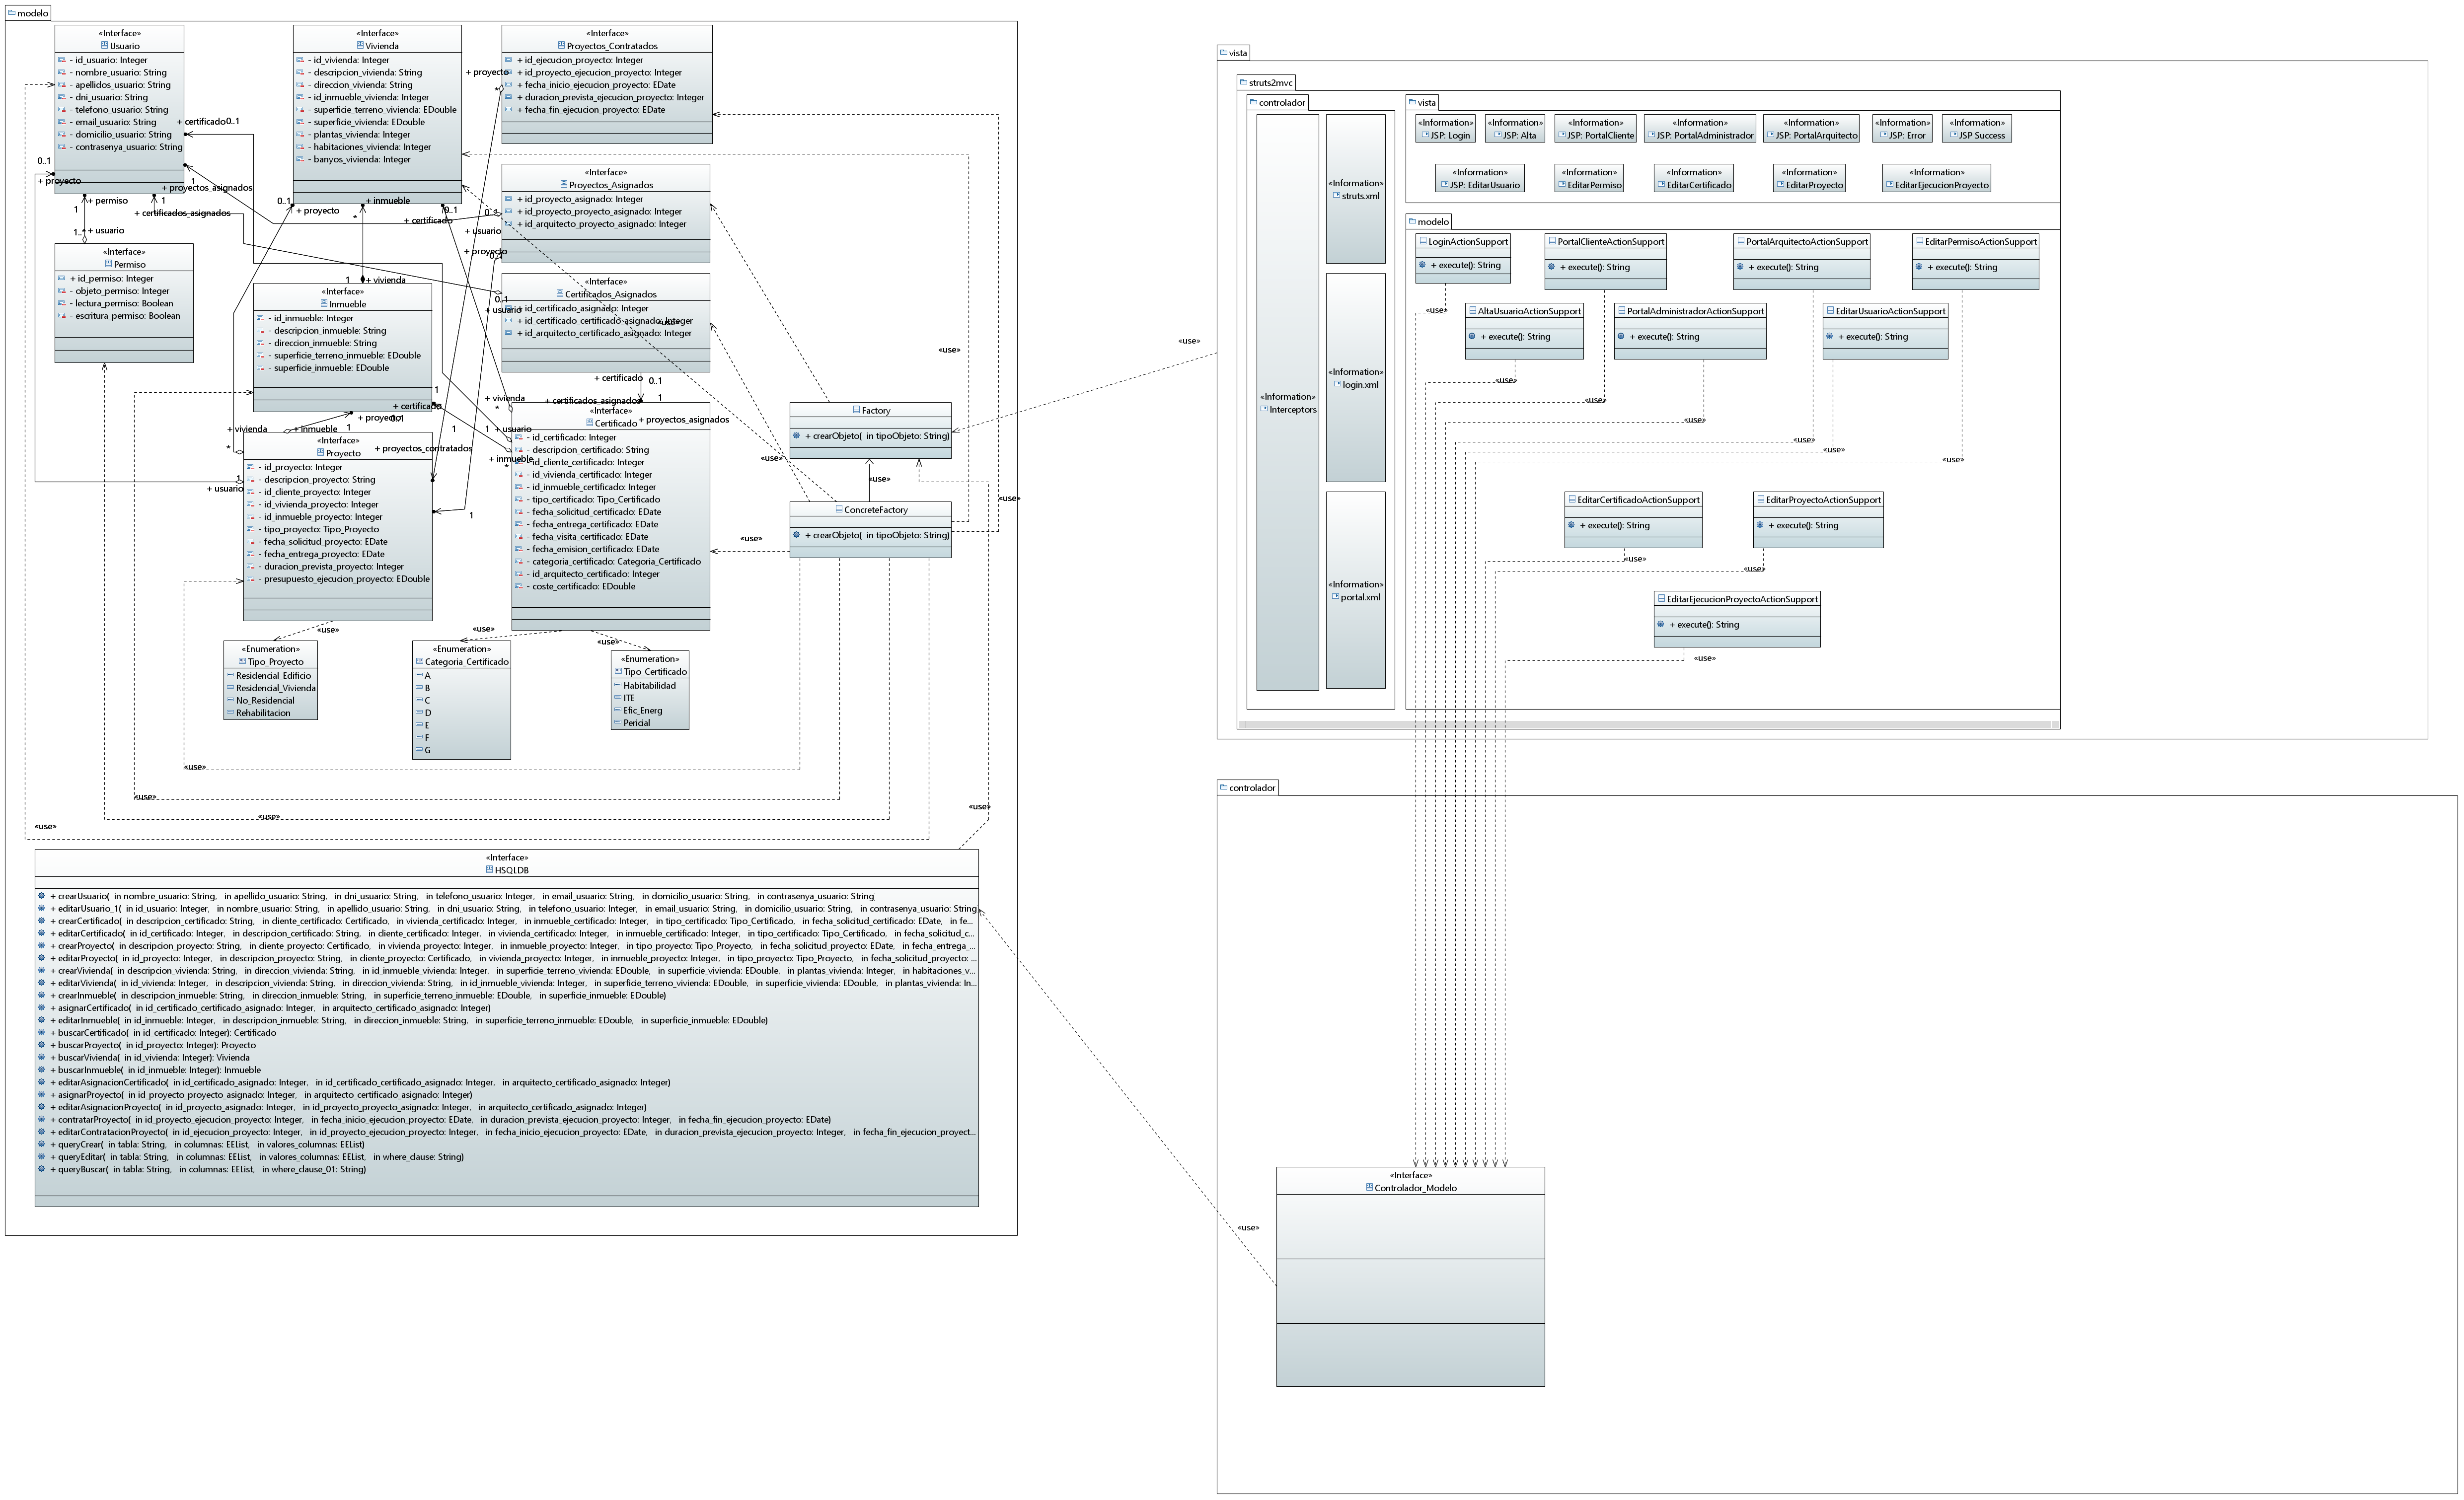 modelo
«Interface»
Usuario
- id_usuario: Integer
- nombre_usuario: String
- apellidos_usuario: String
- dni_usuario: String
- telefono_usuario: String
- email_usuario: String
- domicilio_usuario: String
- contrasenya_usuario: String
«Interface»
Vivienda
- id_vivienda: Integer
- descripcion_vivienda: String
- direccion_vivienda: String
- id_inmueble_vivienda: Integer
- superficie_terreno_vivienda: EDouble
- superficie_vivienda: EDouble
- plantas_vivienda: Integer
- habitaciones_vivienda: Integer
- banyos_vivienda: Integer
«Interface»
Proyectos_Contratados
+ id_ejecucion_proyecto: Integer
+ id_proyecto_ejecucion_proyecto: Integer
+ fecha_inicio_ejecucion_proyecto: EDate
+ duracion_prevista_ejecucion_proyecto: Integer
+ fecha_fin_ejecucion_proyecto: EDate
+ proyecto
*
+ certificado
0..1
0..1
+ proyecto
1
+ proyectos_asignados
1
+ certificados_asignados
+ permiso
1
1..*
+ usuario
0..1
+ proyecto
+ inmueble
*
0..1
+ certificado
0..1
+ usuario
+ proyecto
0..1
«Interface»
Proyectos_Asignados
+ id_proyecto_asignado: Integer
+ id_proyecto_proyecto_asignado: Integer
+ id_arquitecto_proyecto_asignado: Integer
«Interface»
Permiso
+ id_permiso: Integer
- objeto_permiso: Integer
- lectura_permiso: Boolean
- escritura_permiso: Boolean
1
+ vivienda
«Interface»
Inmueble
- id_inmueble: Integer
- descripcion_inmueble: String
- direccion_inmueble: String
- superficie_terreno_inmueble: EDouble
- superficie_inmueble: EDouble
«Interface»
Certificados_Asignados
+ id_certificado_asignado: Integer
+ id_certificado_certificado_asignado: Integer
+ id_arquitecto_certificado_asignado: Integer
0..1
+ usuario
«use»
«use»
+ certificado
0..1
1
+ certificados_asignados
+ proyectos_asignados
1
+ certificado
+ proyecto
0..1
1
+ inmueble
+ vivienda
*
+ vivienda
*
1
1
+ usuario
+ proyectos_contratados
+ inmueble
*
1
+ usuario
1
«Interface»
Proyecto
- id_proyecto: Integer
- descripcion_proyecto: String
- id_cliente_proyecto: Integer
- id_vivienda_proyecto: Integer
- id_inmueble_proyecto: Integer
- tipo_proyecto: Tipo_Proyecto
- fecha_solicitud_proyecto: EDate
- fecha_entrega_proyecto: EDate
- duracion_prevista_proyecto: Integer
- presupuesto_ejecucion_proyecto: EDouble
«Interface»
Certificado
- id_certificado: Integer
- descripcion_certificado: String
- id_cliente_certificado: Integer
- id_vivienda_certificado: Integer
- id_inmueble_certificado: Integer
- tipo_certificado: Tipo_Certificado
- fecha_solicitud_certificado: EDate
- fecha_entrega_certificado: EDate
- fecha_visita_certificado: EDate
- fecha_emision_certificado: EDate
- categoria_certificado: Categoria_Certificado
- id_arquitecto_certificado: Integer
- coste_certificado: EDouble
Factory
+ crearObjeto( in tipoObjeto: String)
«use»
«use»
«use»
ConcreteFactory
+ crearObjeto( in tipoObjeto: String)
«use»
«use»
«use»
«use»
«Enumeration»
Tipo_Proyecto
Residencial_Edificio
Residencial_Vivienda
No_Residencial
Rehabilitacion
«Enumeration»
Categoria_Certificado
A
B
C
D
E
F
G
«Enumeration»
Tipo_Certificado
Habitabilidad
ITE
Efic_Energ
Pericial
«use»
«use»
«use»
«use»
«use»
«Interface»
HSQLDB
+ crearUsuario( in nombre_usuario: String, in apellido_usuario: String, in dni_usuario: String, in telefono_usuario: Integer, in email_usuario: String, in domicilio_usuario: String, in contrasenya_usuario: String
+ editarUsuario_1( in id_usuario: Integer, in nombre_usuario: String, in apellido_usuario: String, in dni_usuario: String, in telefono_usuario: Integer, in email_usuario: String, in domicilio_usuario: String, in contrasenya_usuario: String
+ crearCertificado( in descripcion_certificado: String, in cliente_certificado: Certificado, in vivienda_certificado: Integer, in inmueble_certificado: Integer, in tipo_certificado: Tipo_Certificado, in fecha_solicitud_certificado: EDate, in fe...
+ editarCertificado( in id_certificado: Integer, in descripcion_certificado: String, in cliente_certificado: Integer, in vivienda_certificado: Integer, in inmueble_certificado: Integer, in tipo_certificado: Tipo_Certificado, in fecha_solicitud_c...
+ crearProyecto( in descripcion_proyecto: String, in cliente_proyecto: Certificado, in vivienda_proyecto: Integer, in inmueble_proyecto: Integer, in tipo_proyecto: Tipo_Proyecto, in fecha_solicitud_proyecto: EDate, in fecha_entrega_...
+ editarProyecto( in id_proyecto: Integer, in descripcion_proyecto: String, in cliente_proyecto: Certificado, in vivienda_proyecto: Integer, in inmueble_proyecto: Integer, in tipo_proyecto: Tipo_Proyecto, in fecha_solicitud_proyecto: ...
+ crearVivienda( in descripcion_vivienda: String, in direccion_vivienda: String, in id_inmueble_vivienda: Integer, in superficie_terreno_vivienda: EDouble, in superficie_vivienda: EDouble, in plantas_vivienda: Integer, in habitaciones_v...
+ editarVivienda( in id_vivienda: Integer, in descripcion_vivienda: String, in direccion_vivienda: String, in id_inmueble_vivienda: Integer, in superficie_terreno_vivienda: EDouble, in superficie_vivienda: EDouble, in plantas_vivienda: In...
+ crearInmueble( in descripcion_inmueble: String, in direccion_inmueble: String, in superficie_terreno_inmueble: EDouble, in superficie_inmueble: EDouble)
+ asignarCertificado( in id_certificado_certificado_asignado: Integer, in arquitecto_certificado_asignado: Integer)
+ editarInmueble( in id_inmueble: Integer, in descripcion_inmueble: String, in direccion_inmueble: String, in superficie_terreno_inmueble: EDouble, in superficie_inmueble: EDouble)
+ buscarCertificado( in id_certificado: Integer): Certificado
+ buscarProyecto( in id_proyecto: Integer): Proyecto
+ buscarVivienda( in id_vivienda: Integer): Vivienda
+ buscarInmueble( in id_inmueble: Integer): Inmueble
+ editarAsignacionCertificado( in id_certificado_asignado: Integer, in id_certificado_certificado_asignado: Integer, in arquitecto_certificado_asignado: Integer)
+ asignarProyecto( in id_proyecto_proyecto_asignado: Integer, in arquitecto_certificado_asignado: Integer)
+ editarAsignacionProyecto( in id_proyecto_asignado: Integer, in id_proyecto_proyecto_asignado: Integer, in arquitecto_certificado_asignado: Integer)
+ contratarProyecto( in id_proyecto_ejecucion_proyecto: Integer, in fecha_inicio_ejecucion_proyecto: EDate, in duracion_prevista_ejecucion_proyecto: Integer, in fecha_fin_ejecucion_proyecto: EDate)
+ editarContratacionProyecto( in id_ejecucion_proyecto: Integer, in id_proyecto_ejecucion_proyecto: Integer, in fecha_inicio_ejecucion_proyecto: EDate, in duracion_prevista_ejecucion_proyecto: Integer, in fecha_fin_ejecucion_proyect...
+ queryCrear( in tabla: String, in columnas: EEList, in valores_columnas: EEList)
+ queryEditar( in tabla: String, in columnas: EEList, in valores_columnas: EEList, in where_clause: String)
+ queryBuscar( in tabla: String, in columnas: EEList, in where_clause_01: String)
«use»
vista
struts2mvc
controlador
«Information»
Interceptors
«Information»
struts.xml
«Information»
login.xml
«Information»
portal.xml
vista
«Information»
JSP: Login
«Information»
JSP: Alta
«Information»
JSP: PortalCliente
«Information»
JSP: PortalAdministrador
«Information»
JSP: PortalArquitecto
«Information»
JSP: Error
«Information»
JSP Success
«Information»
JSP: EditarUsuario
«Information»
EditarPermiso
«Information»
EditarCertificado
«Information»
EditarProyecto
«Information»
EditarEjecucionProyecto
modelo
LoginActionSupport
+ execute(): String
PortalClienteActionSupport
+ execute(): String
PortalArquitectoActionSupport
+ execute(): String
EditarPermisoActionSupport
+ execute(): String
«use»
AltaUsuarioActionSupport
+ execute(): String
PortalAdministradorActionSupport
+ execute(): String
EditarUsuarioActionSupport
+ execute(): String
«use»
«use»
«use»
«use»
«use»
«use»
EditarCertificadoActionSupport
+ execute(): String
EditarProyectoActionSupport
+ execute(): String
«use»
«use»
EditarEjecucionProyectoActionSupport
+ execute(): String
«use»
controlador
«Interface»
Controlador_Modelo
«use»